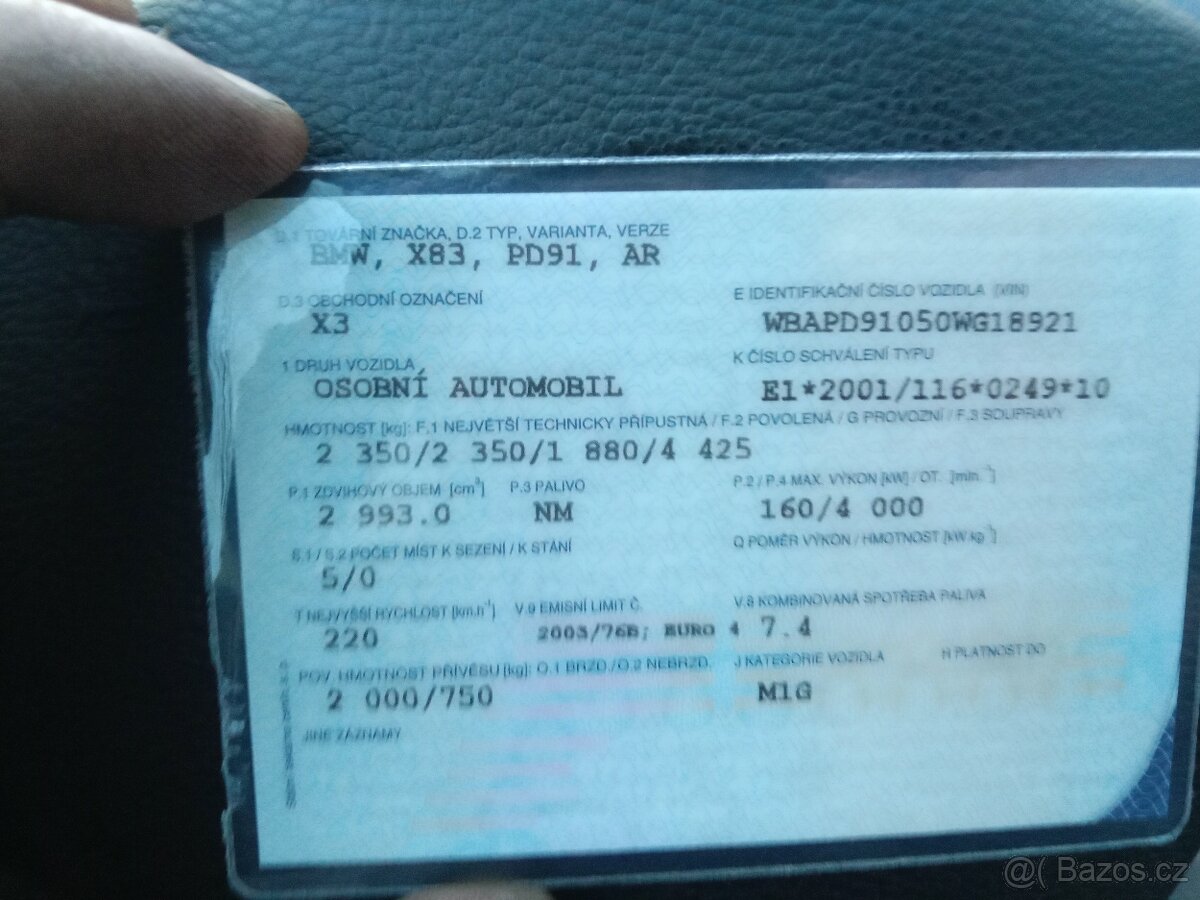 D.1 TOVÁRNÍ ZNAČKA, D.2 TYP, VARIANTA, VERZE
BMW, X83, PD91, AR
D.3 OBCHODNÍ OZNAČENÍ
X3
E IDENTIFIKAČNÍ ČÍSLO VOZIDLA (VIN)
WBAPD91050WG18921
1 DRUH VOZIDLA
OSOBNÍ AUTOMOBIL
K ČÍSLO SCHVÁLENÍ TYPU
E1*2001/116*0249*10
HMOTNOST [kg]: F.1 NEJVĚTŠÍ TECHNICKY PŘÍPUSTNÁ / F.2 POVOLENÁ / G PROVOZNÍ / F.3 SOUPRAVY
2 350/2 350/1 880/4 425
P.1 ZDVIHOVÝ OBJEM [cm³] P.3 PALIVO
2 993.0 NM
P.2 / P.4 MAX. VÝKON [kW] / OT. [min⁻¹]
160/4 000
S.1 / S.2 POČET MÍST K SEZENÍ / K STÁNÍ
5/0
Q POMĚR VÝKON / HMOTNOST [kW.kg⁻¹]
T NEJVYŠŠÍ RYCHLOST [km.h⁻¹] V.9 EMISNÍ LIMIT Č.
220 2003/76B; EURO 4
V.8 KOMBINOVANÁ SPOTŘEBA PALIVA
7.4
POV. HMOTNOST PŘÍVĚSU [kg]: O.1 BRZD./O.2 NEBRZD.
2 000/750
J KATEGORIE VOZIDLA H PLATNOST DO
M1G
JINÉ ZÁZNAMY
@( Bazos.cz